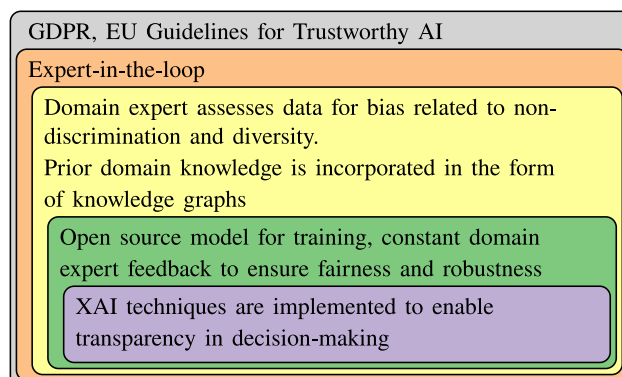 GDPR, EU Guidelines for Trustworthy AI
Expert-in-the-loop
Domain expert assesses data for bias related to non-
discrimination and diversity.
Prior domain knowledge is incorporated in the form
of knowledge graphs
Open source model for training, constant domain
expert feedback to ensure fairness and robustness
XAI techniques are implemented to enable
transparency in decision-making